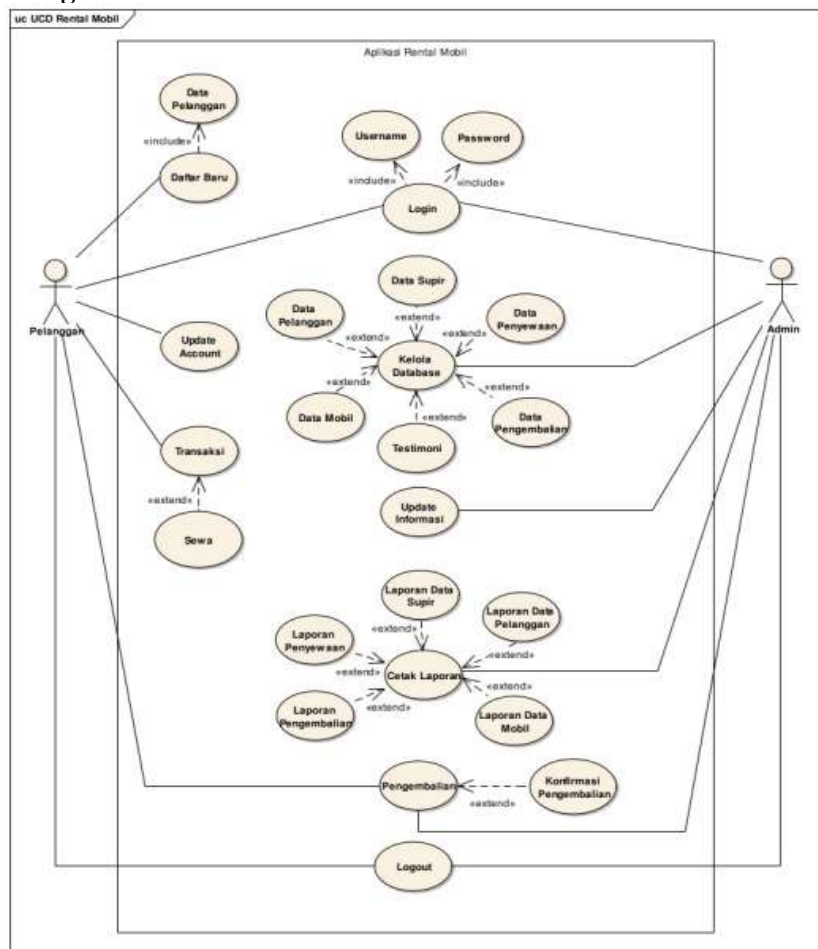 uc UCD Rental Mobil
Aplikasi Rental Mobil
Data
Pelanggan
«include»
Daftar Baru
Username
Password
«include»
«include»
Login
Pelanggan
Admin
Update
Account
Data Supir
«extend»
Data
Pelanggan
«extend»
Data
Penyewaan
«extend»
Kelola
Database
«extend»
Data Mobil
«extend»
Testimoni
«extend»
Data
Pengembalian
Transaksi
«extend»
Sewa
Update
Informasi
Laporan Data
Supir
«extend»
Laporan Data
Pelanggan
«extend»
Laporan
Penyewaan
«extend»
Cetak Laporan
Laporan
Pengembalian
«extend»
«extend»
Laporan Data
Mobil
Pengembalian
«extend»
Konfirmasi
Pengembalian
Logout